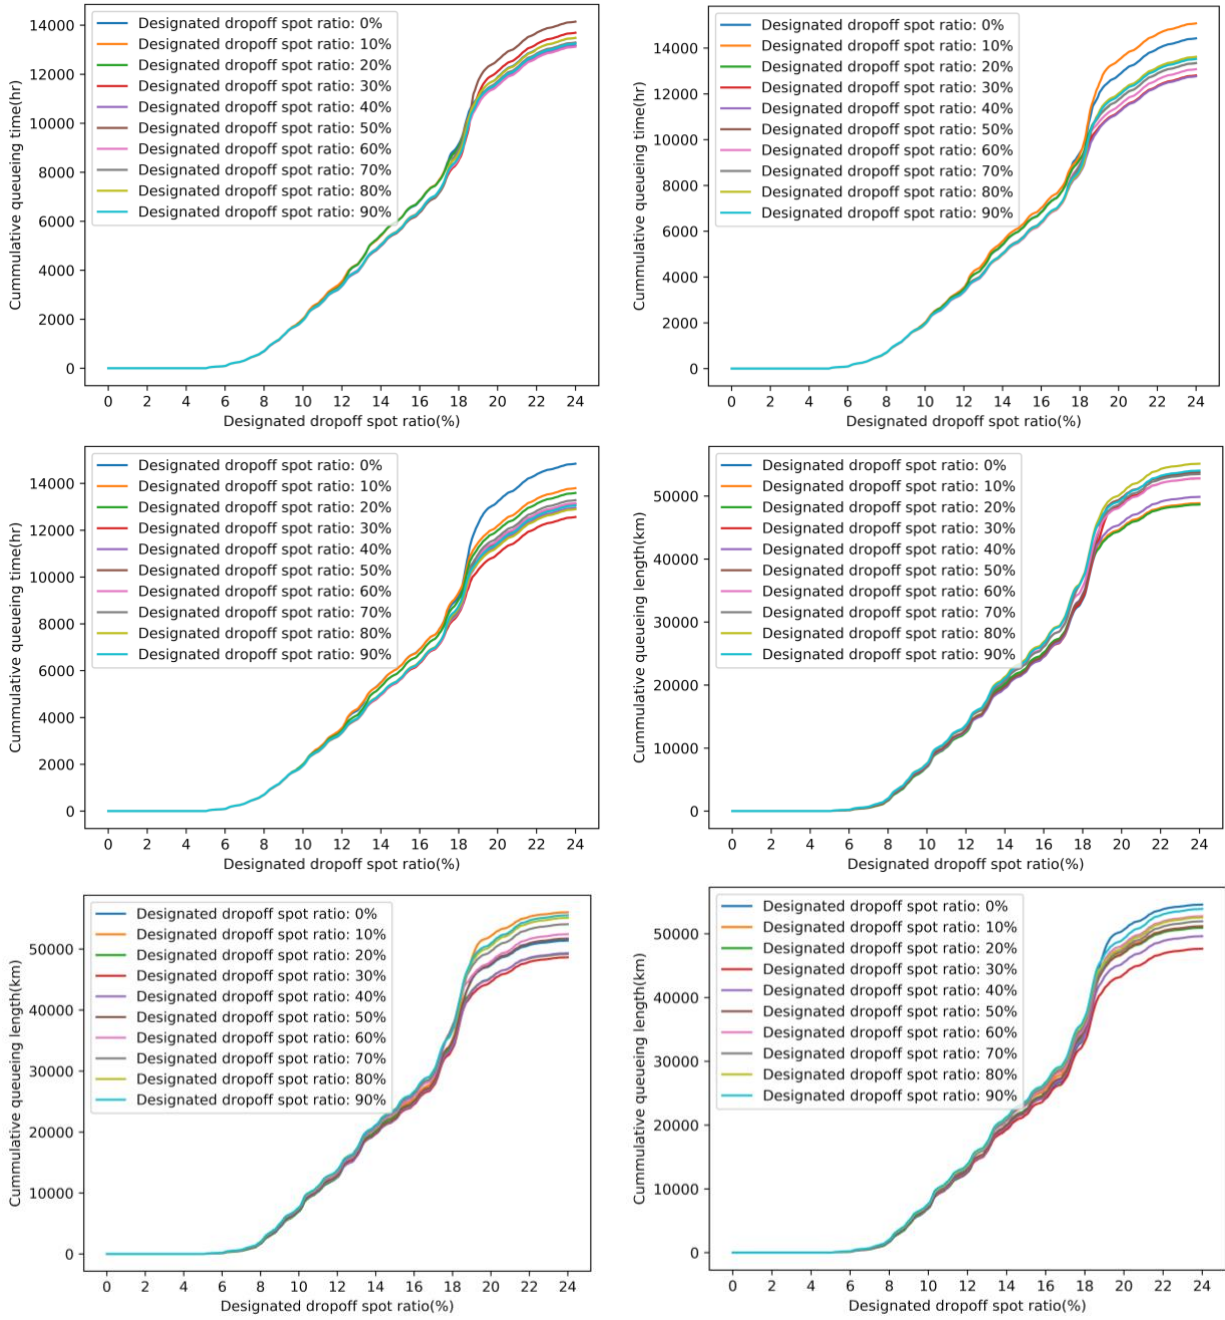 Cummulative queueing time(hr)
14000
12000
10000
8000
6000
4000
2000
0
Designated dropoff spot ratio: 0%
Designated dropoff spot ratio: 10%
Designated dropoff spot ratio: 20%
Designated dropoff spot ratio: 30%
Designated dropoff spot ratio: 40%
Designated dropoff spot ratio: 50%
Designated dropoff spot ratio: 60%
Designated dropoff spot ratio: 70%
Designated dropoff spot ratio: 80%
Designated dropoff spot ratio: 90%
0 2 4 6 8 10 12 14 16 18 20 22 24
Designated dropoff spot ratio(%)
Cummulative queueing time(hr)
14000
12000
10000
8000
6000
4000
2000
0
Designated dropoff spot ratio: 0%
Designated dropoff spot ratio: 10%
Designated dropoff spot ratio: 20%
Designated dropoff spot ratio: 30%
Designated dropoff spot ratio: 40%
Designated dropoff spot ratio: 50%
Designated dropoff spot ratio: 60%
Designated dropoff spot ratio: 70%
Designated dropoff spot ratio: 80%
Designated dropoff spot ratio: 90%
0 2 4 6 8 10 12 14 16 18 20 22 24
Designated dropoff spot ratio(%)
Cummulative queueing time(hr)
14000
12000
10000
8000
6000
4000
2000
0
Designated dropoff spot ratio: 0%
Designated dropoff spot ratio: 10%
Designated dropoff spot ratio: 20%
Designated dropoff spot ratio: 30%
Designated dropoff spot ratio: 40%
Designated dropoff spot ratio: 50%
Designated dropoff spot ratio: 60%
Designated dropoff spot ratio: 70%
Designated dropoff spot ratio: 80%
Designated dropoff spot ratio: 90%
0 2 4 6 8 10 12 14 16 18 20 22 24
Designated dropoff spot ratio(%)
Cummulative queueing length(km)
50000
40000
30000
20000
10000
0
Designated dropoff spot ratio: 0%
Designated dropoff spot ratio: 10%
Designated dropoff spot ratio: 20%
Designated dropoff spot ratio: 30%
Designated dropoff spot ratio: 40%
Designated dropoff spot ratio: 50%
Designated dropoff spot ratio: 60%
Designated dropoff spot ratio: 70%
Designated dropoff spot ratio: 80%
Designated dropoff spot ratio: 90%
0 2 4 6 8 10 12 14 16 18 20 22 24
Designated dropoff spot ratio(%)
Cummulative queueing length(km)
50000
40000
30000
20000
10000
0
Designated dropoff spot ratio: 0%
Designated dropoff spot ratio: 10%
Designated dropoff spot ratio: 20%
Designated dropoff spot ratio: 30%
Designated dropoff spot ratio: 40%
Designated dropoff spot ratio: 50%
Designated dropoff spot ratio: 60%
Designated dropoff spot ratio: 70%
Designated dropoff spot ratio: 80%
Designated dropoff spot ratio: 90%
0 2 4 6 8 10 12 14 16 18 20 22 24
Designated dropoff spot ratio(%)
Cummulative queueing length(km)
50000
40000
30000
20000
10000
0
Designated dropoff spot ratio: 0%
Designated dropoff spot ratio: 10%
Designated dropoff spot ratio: 20%
Designated dropoff spot ratio: 30%
Designated dropoff spot ratio: 40%
Designated dropoff spot ratio: 50%
Designated dropoff spot ratio: 60%
Designated dropoff spot ratio: 70%
Designated dropoff spot ratio: 80%
Designated dropoff spot ratio: 90%
0 2 4 6 8 10 12 14 16 18 20 22 24
Designated dropoff spot ratio(%)